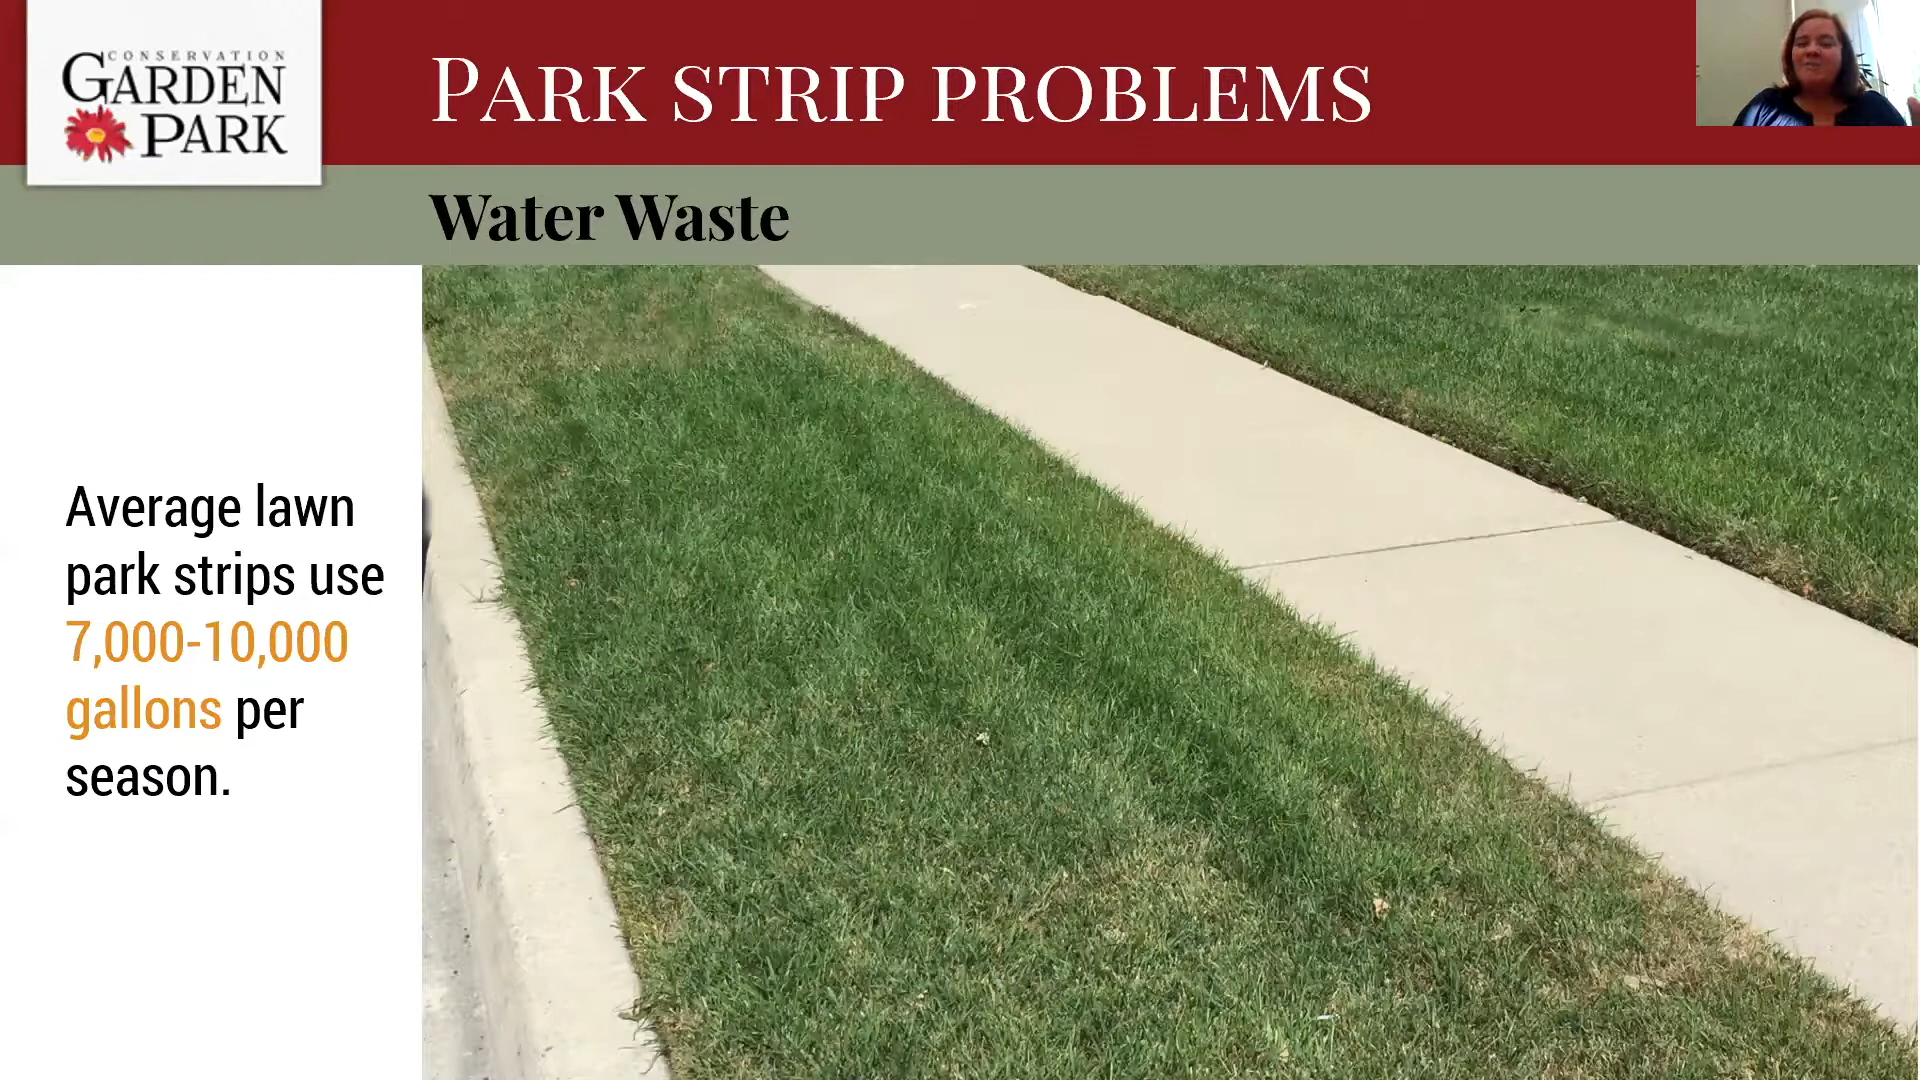 CONSERVATION
GARDEN
PARK
PARK STRIP PROBLEMS
Water Waste
Average lawn
park strips use
7,000-10,000
gallons per
season.